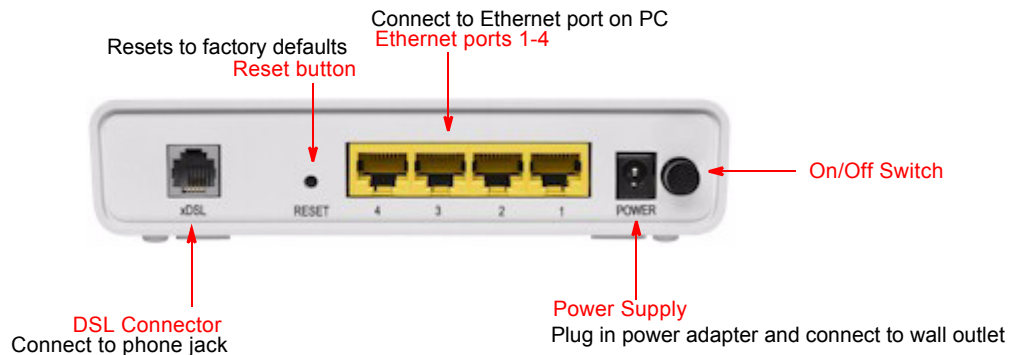 Connect to Ethernet port on PC
Ethernet ports 1-4
Resets to factory defaults
Reset button
On/Off Switch
xDSL
RESET
4 3 2 1
POWER
DSL Connector
Connect to phone jack
Power Supply
Plug in power adapter and connect to wall outlet